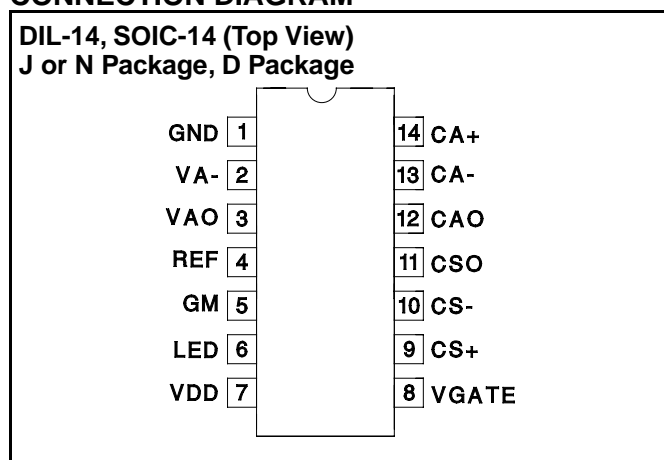 CONNECTION DIAGRAM
DIL-14, SOIC-14 (Top View)
J or N Package, D Package
GND 1
14 CA+
VA- 2
13 CA-
VAO 3
12 CAO
REF 4
11 CSO
GM 5
10 CS-
LED 6
9 CS+
VDD 7
8 VGATE